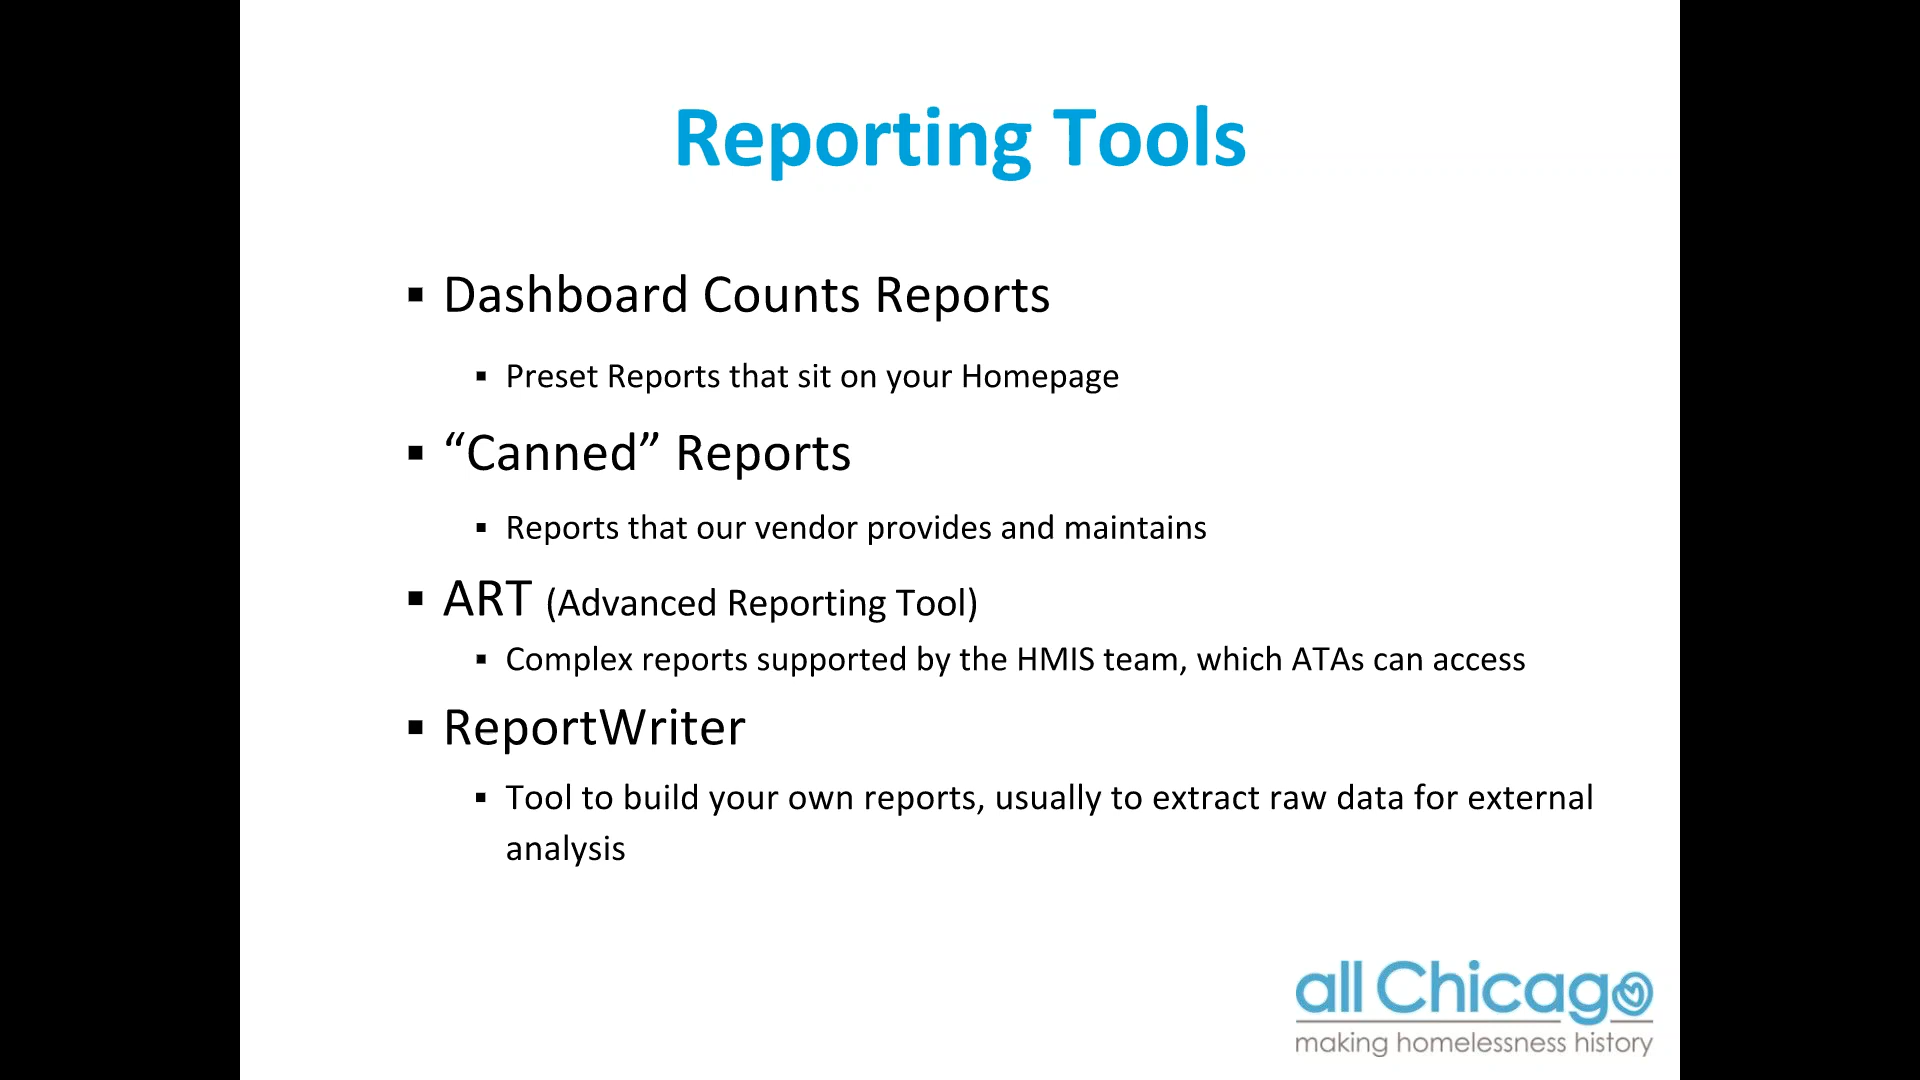 Reporting Tools
▪ Dashboard Counts Reports
▪ Preset Reports that sit on your Homepage
▪ “Canned” Reports
▪ Reports that our vendor provides and maintains
▪ ART (Advanced Reporting Tool)
▪ Complex reports supported by the HMIS team, which ATAs can access
▪ ReportWriter
▪ Tool to build your own reports, usually to extract raw data for external
analysis
all Chicago
making homelessness history